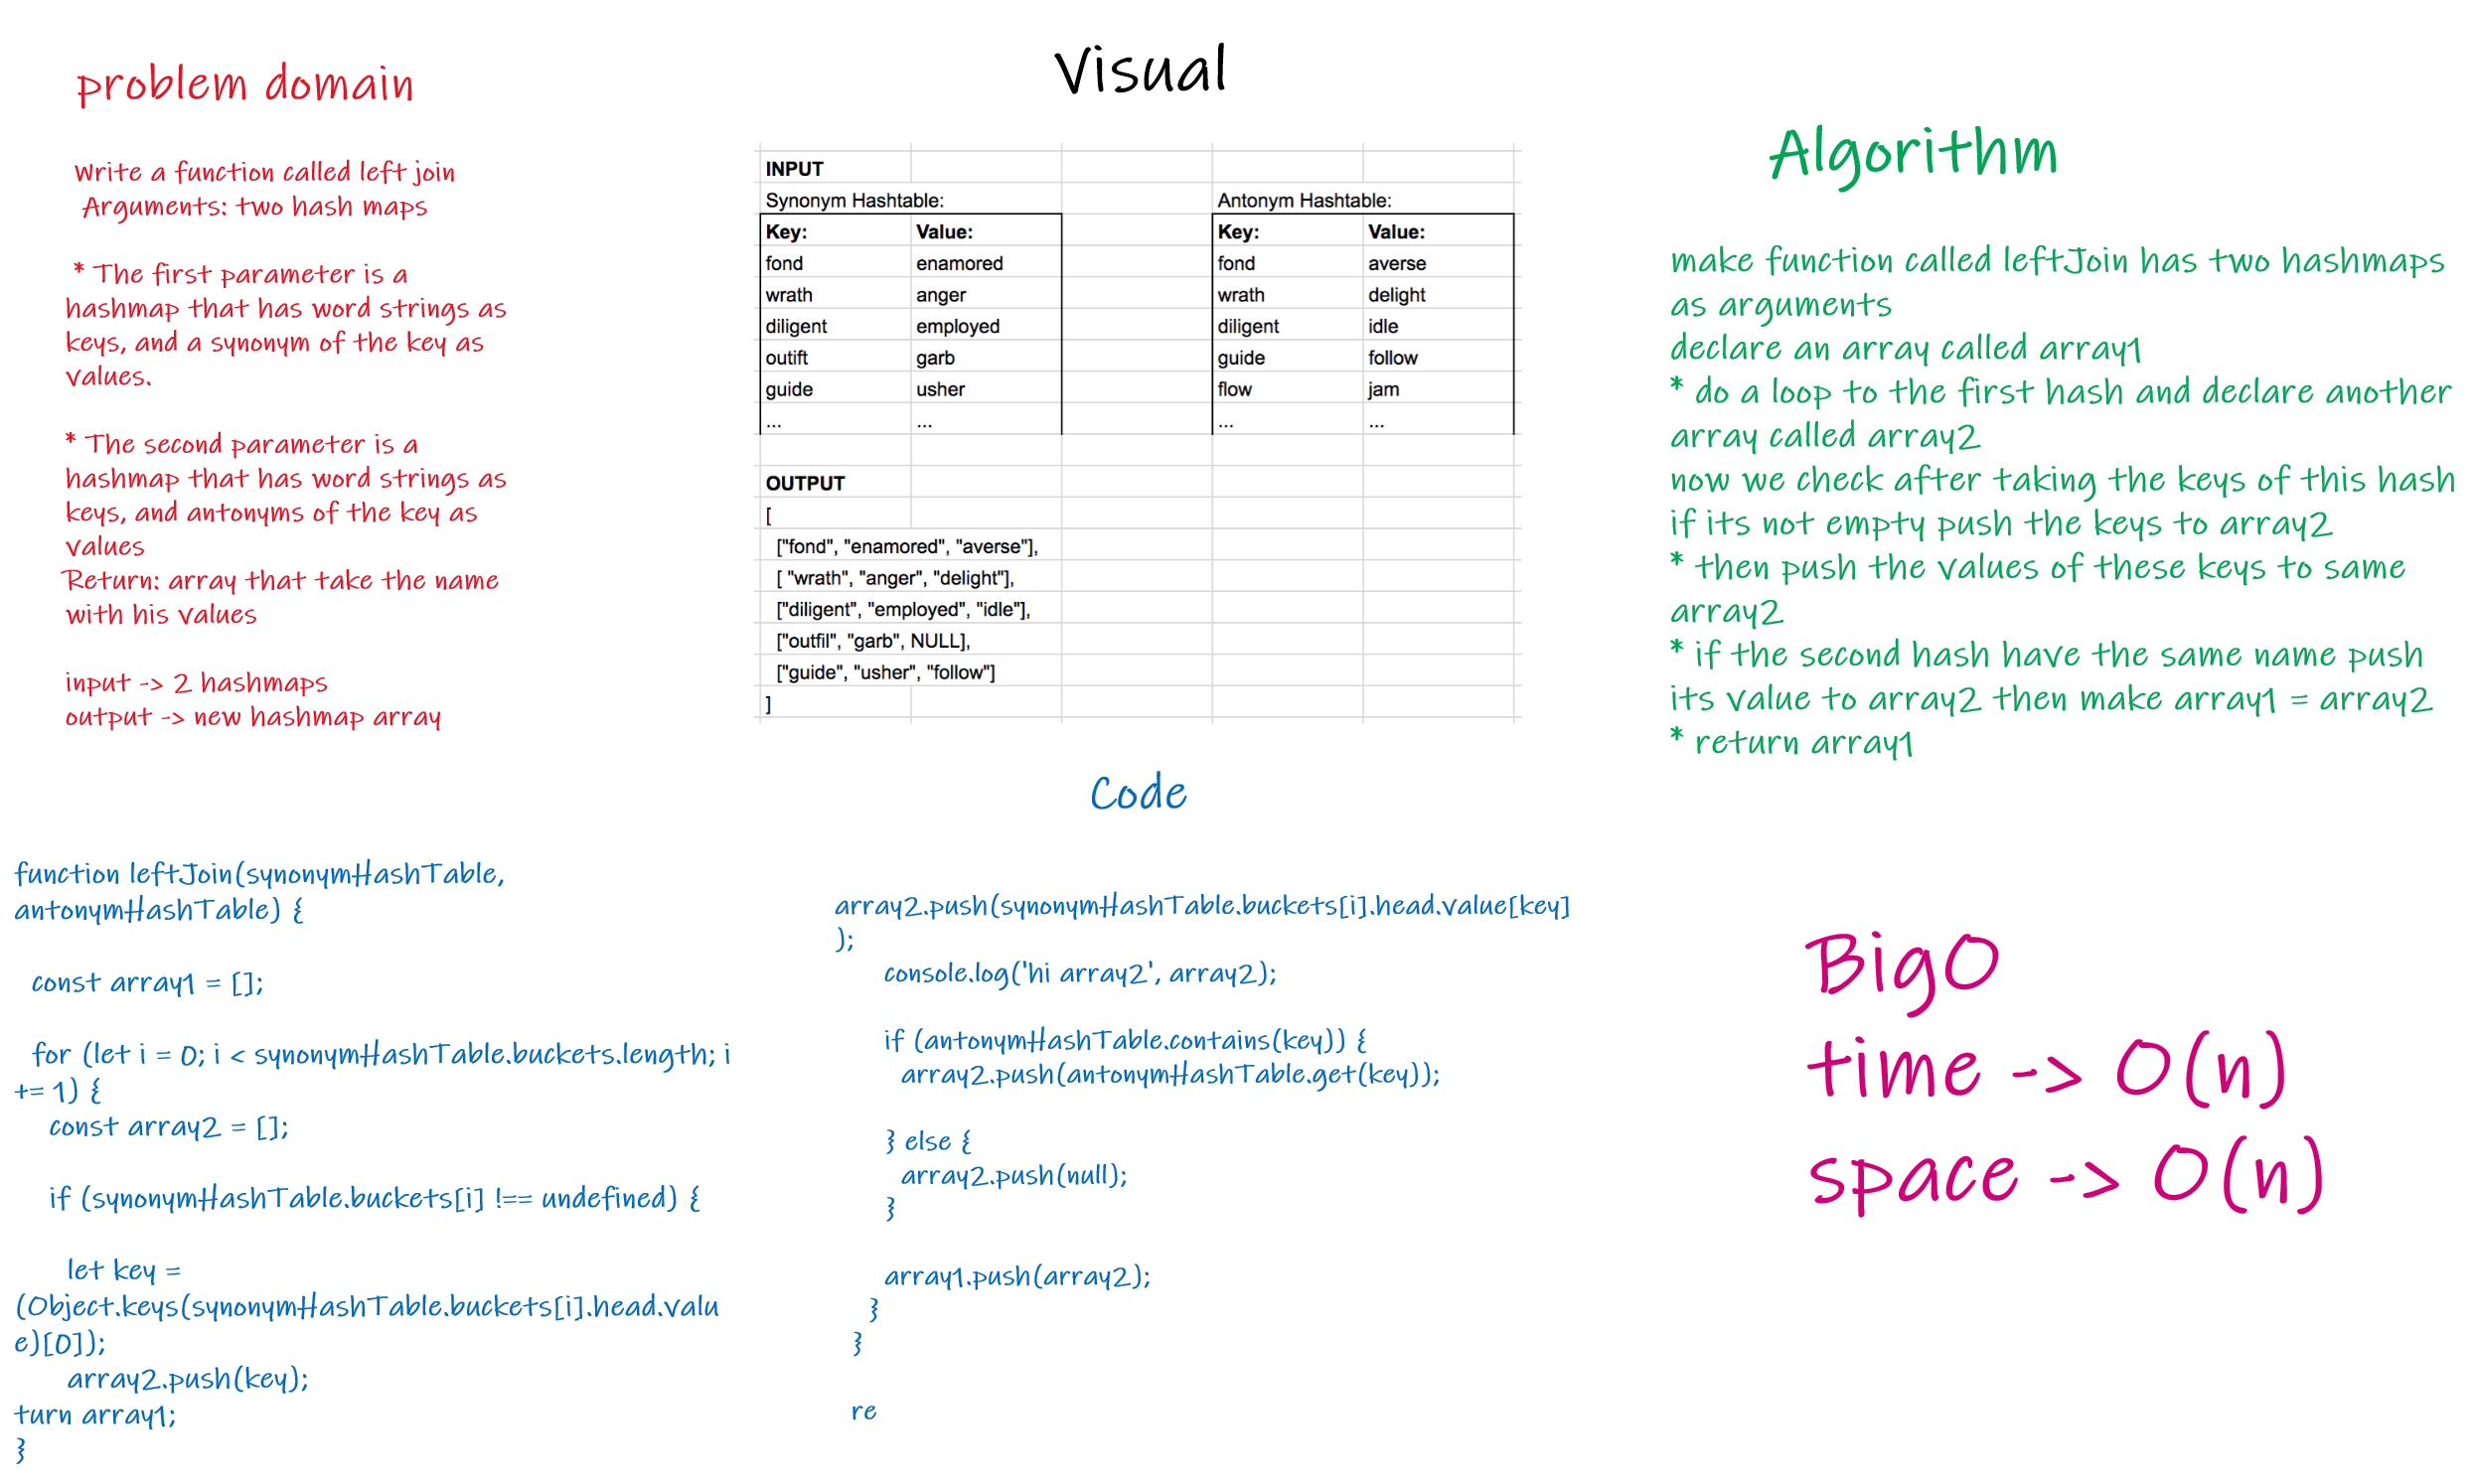 problem domain
Write a function called left join
Arguments: two hash maps
* The first parameter is a
hashmap that has word strings as
keys, and a synonym of the key as
values.
* The second parameter is a
hashmap that has word strings as
keys, and antonyms of the key as
values
Return: array that take the name
with his values
input -> 2 hashmaps
output -> new hashmap array
Visual
INPUT
Synonym Hashtable: Antonym Hashtable:
Key: Value: Key: Value:
fond enamored fond averse
wrath anger wrath delight
diligent employed diligent idle
outift garb guide follow
guide usher flow jam
... ... ... ...
OUTPUT
[
["fond", "enamored", "averse"],
[ "wrath", "anger", "delight"],
["diligent", "employed", "idle"],
["outfil", "garb", NULL],
["guide", "usher", "follow"]
]
Algorithm
make function called leftJoin has two hashmaps
as arguments
declare an array called array1
* do a loop to the first hash and declare another
array called array2
now we check after taking the keys of this hash
if its not empty push the keys to array2
* then push the values of these keys to same
array2
* if the second hash have the same name push
its value to array2 then make array1 = array2
* return array1
Code
function leftJoin(synonymHashTable,
antonymHashTable) {
const array1 = [];
for (let i = 0; i < synonymHashTable.buckets.length; i
+= 1) {
const array2 = [];
if (synonymHashTable.buckets[i] !== undefined) {
let key =
(Object.keys(synonymHashTable.buckets[i].head.valu
e)[0]);
array2.push(key);
turn array1;
}
array2.push(synonymHashTable.buckets[i].head.value[key]
);
console.log('hi array2', array2);
if (antonymHashTable.contains(key)) {
array2.push(antonymHashTable.get(key));
} else {
array2.push(null);
}
array1.push(array2);
}
}
re
BigO
time -> O(n)
space -> O(n)